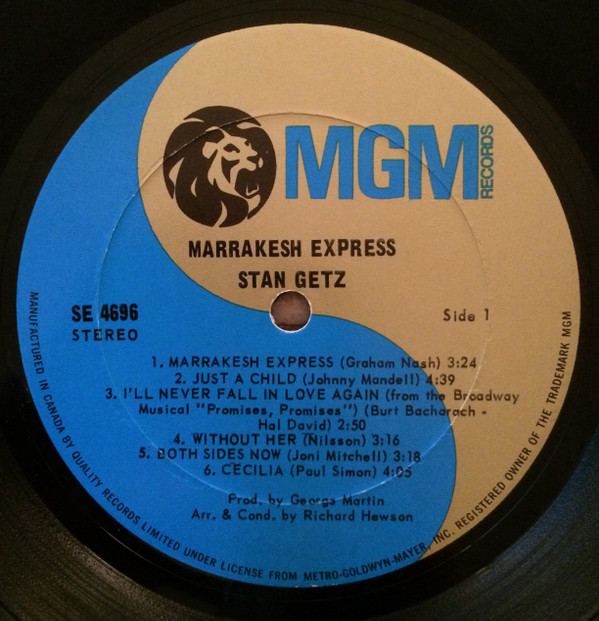 MGM
RECORDS
MARRAKESH EXPRESS
STAN GETZ
SE 4696
STEREO
Side 1
1. MARRAKESH EXPRESS (Graham Nash) 3:24
2. JUST A CHILD (Johnny Mandell) 4:39
3. I'LL NEVER FALL IN LOVE AGAIN (from the Broadway
Musical "Promises, Promises") (Burt Bacharach -
Hal David) 2:50
4. WITHOUT HER (Nilsson) 3:16
5. BOTH SIDES NOW (Joni Mitchell) 3:18
6. CECILIA (Paul Simon) 4:05
Prod. by George Martin
Arr. & Cond. by Richard Hewson
MANUFACTURED IN CANADA BY QUALITY RECORDS LIMITED UNDER LICENSE FROM METRO-GOLDWYN-MAYER, INC. REGISTERED OWNER OF THE TRADEMARK MGM